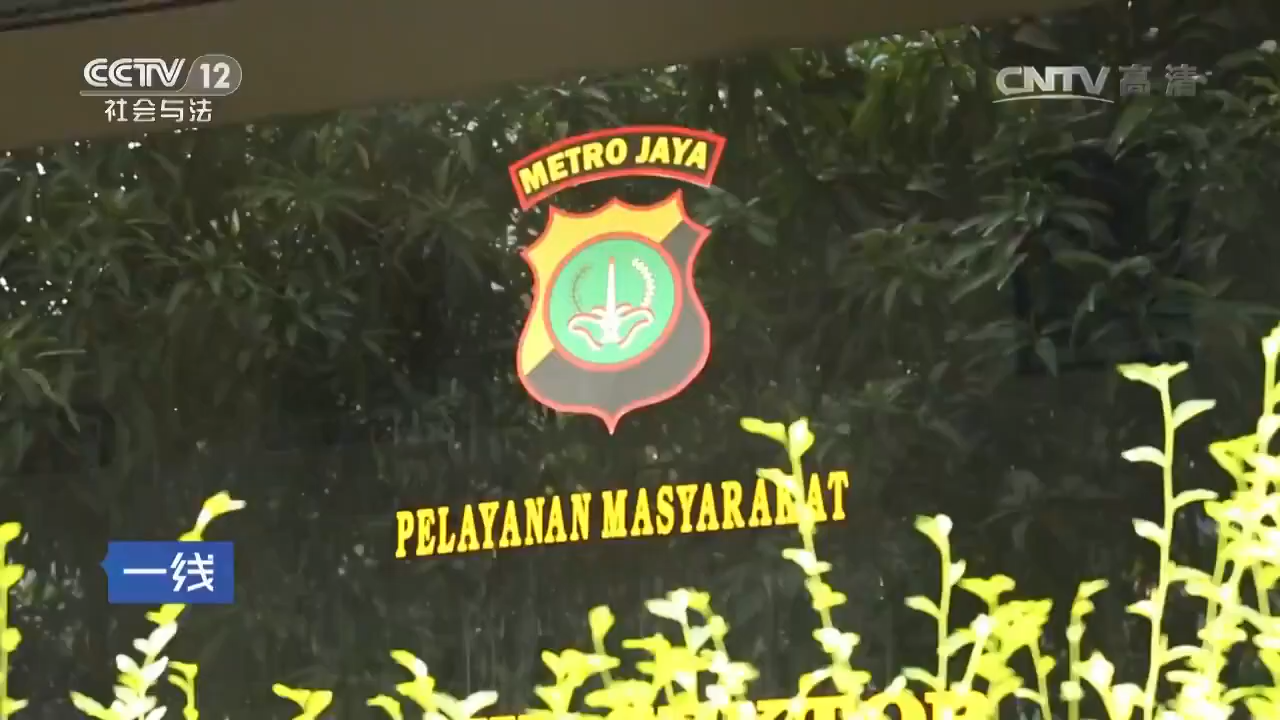 CCTV 12
社会与法
CNTV 高清
METRO JAYA
PELAYANAN MASYARAKAT
一线